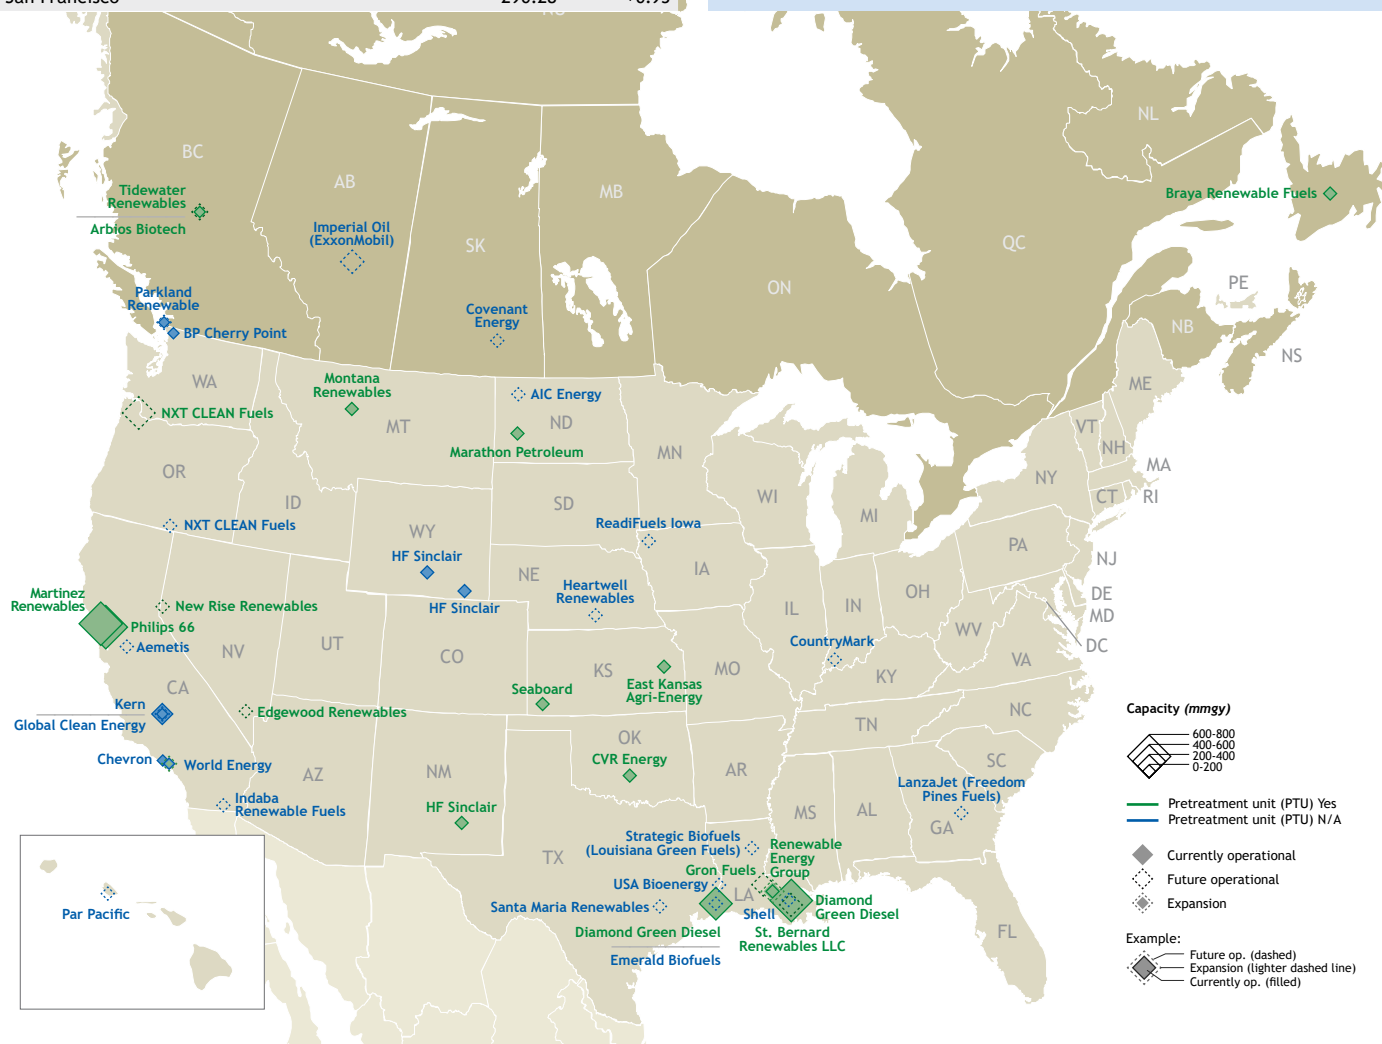 BC
AB
SK
MB
ON
QC
NL
PE
NB
NS
Tidewater
Renewables
Arbios Biotech
Imperial Oil
(ExxonMobil)
Braya Renewable Fuels
Parkland
Renewable
BP Cherry Point
Covenant
Energy
WA
Montana
Renewables
NXT CLEAN Fuels
MT
AIC Energy
ND
Marathon Petroleum
MN
ME
VT
NH
MA
NY
CT
RI
OR
ID
WY
SD
WI
MI
NXT CLEAN Fuels
ReadiFuels Iowa
PA
NJ
HF Sinclair
NE
IA
HF Sinclair
Heartwell
Renewables
IL
IN
OH
DE
MD
DC
WV
VA
Martinez
Renewables
New Rise Renewables
Philips 66
Aemetis
NV
UT
CO
KS
MO
CountryMark
KY
CA
Seaboard
East Kansas
Agri-Energy
Kern
Global Clean Energy
Edgewood Renewables
NC
TN
OK
CVR Energy
AR
SC
Chevron
World Energy
AZ
NM
Indaba
Renewable Fuels
HF Sinclair
MS
AL
GA
LanzaJet (Freedom
Pines Fuels)
TX
Strategic Biofuels
(Louisiana Green Fuels)
Renewable
Energy
Group
Gron Fuels
USA Bioenergy
LA
Santa Maria Renewables
Shell
Diamond
Green Diesel
Diamond Green Diesel
St. Bernard
Renewables LLC
Emerald Biofuels
FL
Par Pacific
Capacity (mmgy)
600-800
400-600
200-400
0-200
Pretreatment unit (PTU) Yes
Pretreatment unit (PTU) N/A
Currently operational
Future operational
Expansion
Example:
Future op. (dashed)
Expansion (lighter dashed line)
Currently op. (filled)